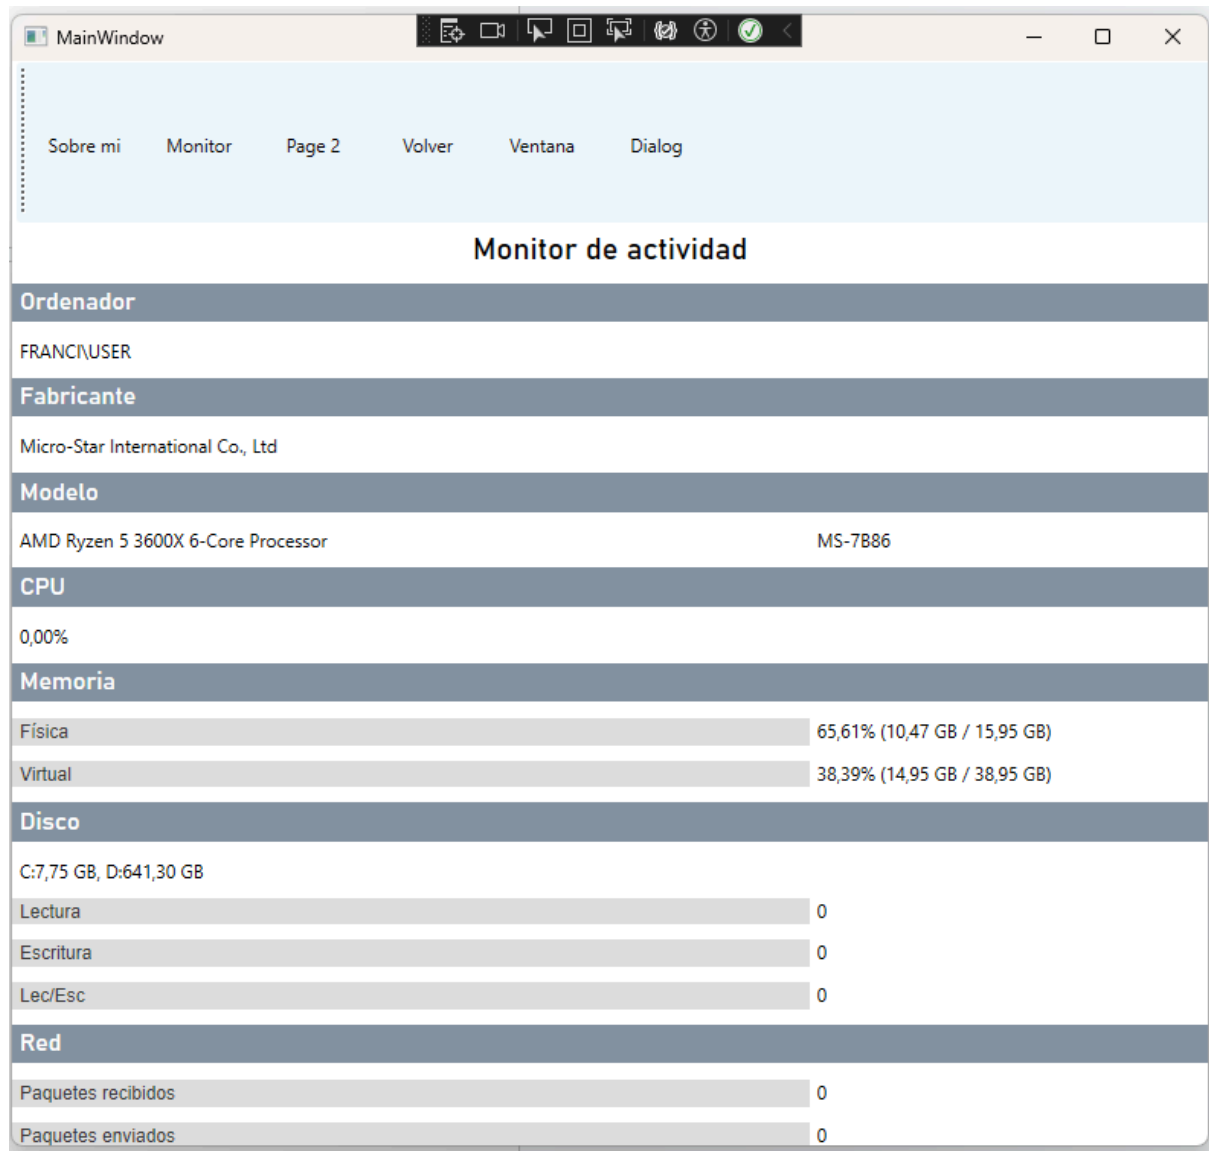 MainWindow
Sobre mi Monitor Page 2 Volver Ventana Dialog
Monitor de actividad
Ordenador
FRANCI\USER
Fabricante
Micro-Star International Co., Ltd
Modelo
AMD Ryzen 5 3600X 6-Core Processor MS-7B86
CPU
0,00%
Memoria
Física 65,61% (10,47 GB / 15,95 GB)
Virtual 38,39% (14,95 GB / 38,95 GB)
Disco
C:7,75 GB, D:641,30 GB
Lectura 0
Escritura 0
Lec/Esc 0
Red
Paquetes recibidos 0
Paquetes enviados 0